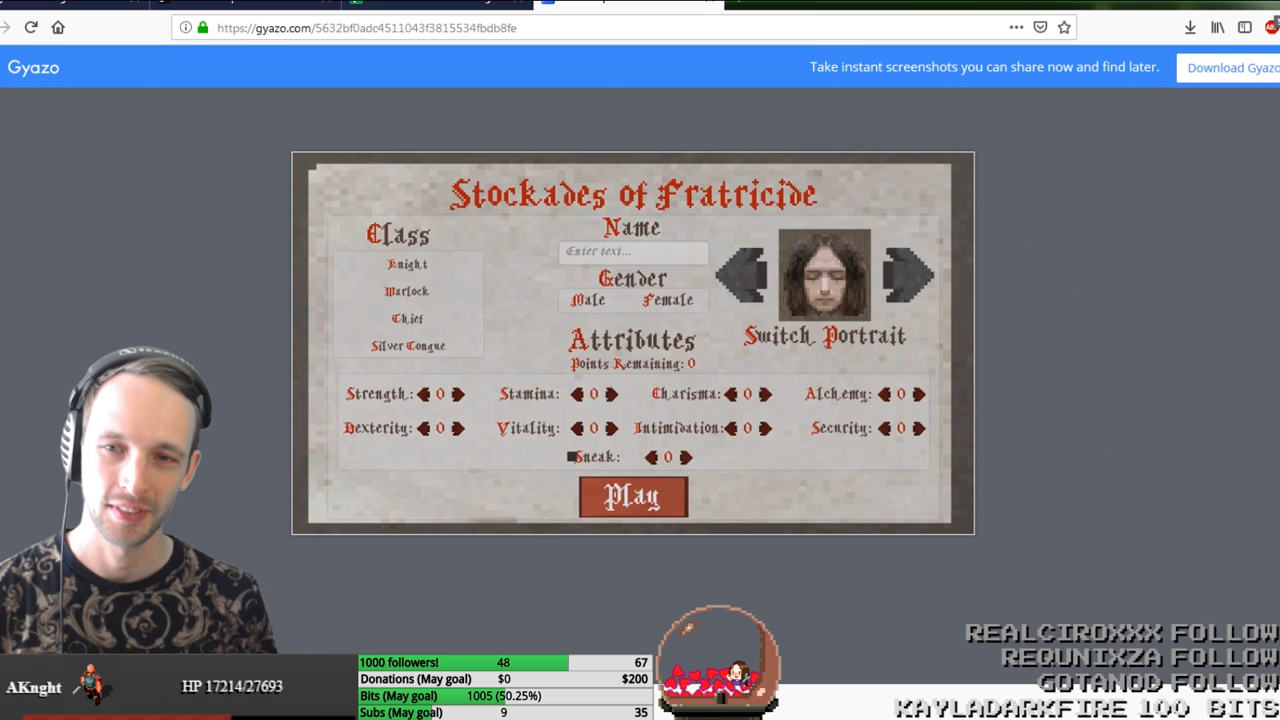 https://gyazo.com/5632bf0adc4511043f3815534fbdb8fe
Gyazo
Take instant screenshots you can share now and find later.
Download Gyazo
Stockades of Fratricide
Class
Knight
Warlock
Thief
Silver Tongue
Name
Enter text...
Gender
Male Female
Switch Portrait
Attributes
Points Remaining: 0
Strength: 0 Stamina: 0 Charisma: 0 Alchemy: 0
Dexterity: 0 Vitality: 0 Intimidation: 0 Security: 0
Sneak: 0
Play
REALCIROXXX FOLLOW
REQUNIXZA FOLLOW
GOTANOD FOLLOW
KAYLADARKFIRE 100 BITS
AKnght HP 17214/27693
1000 followers! 48 67
Donations (May goal) $0 $200
Bits (May goal) 1005 (50.25%)
Subs (May goal) 9 35